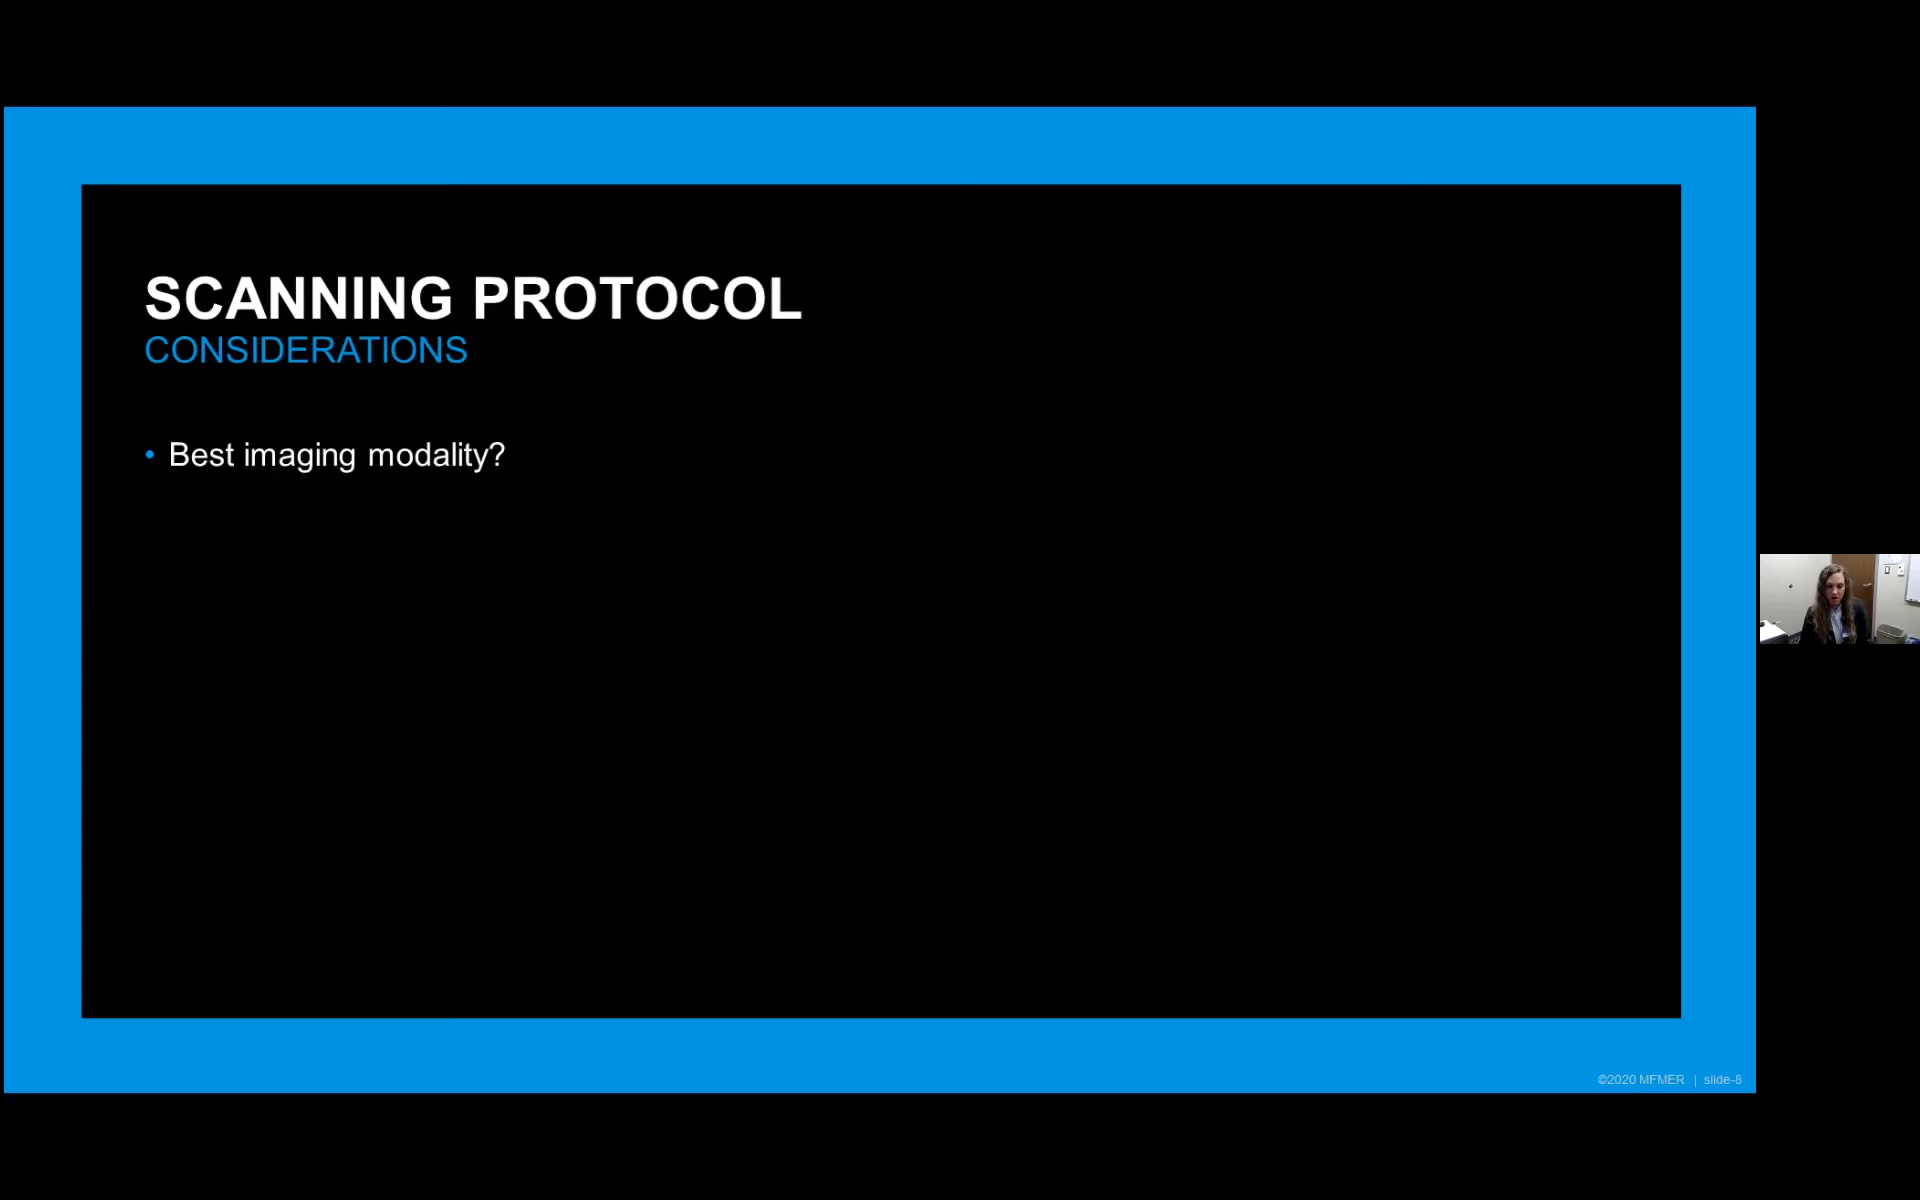 SCANNING PROTOCOL
CONSIDERATIONS
• Best imaging modality?
©2020 MFMER | slide-8